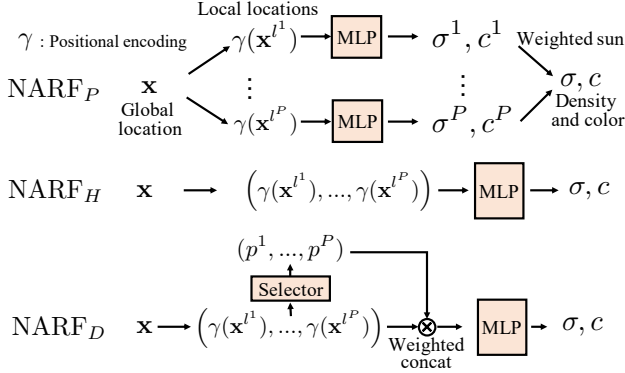 Local locations
γ : Positional encoding
γ(x^{l^1}) MLP σ^1, c^1 Weighted sun
NARF_P x ⋮ ⋮ σ, c
Global location
Density and color
γ(x^{l^P}) MLP σ^P, c^P
NARF_H x (γ(x^{l^1}), ..., γ(x^{l^P})) MLP σ, c
(p^1, ..., p^P)
Selector
NARF_D x (γ(x^{l^1}), ..., γ(x^{l^P})) ⊗ MLP σ, c
Weighted
concat